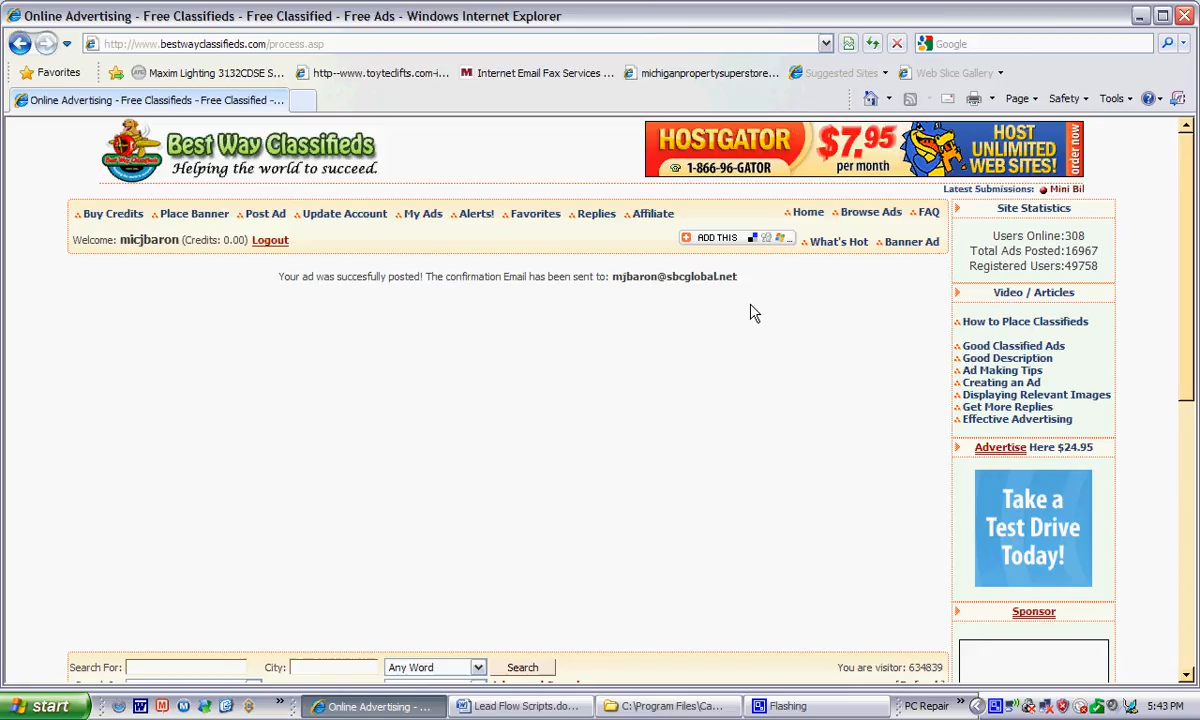 Online Advertising - Free Classifieds - Free Classified - Free Ads - Windows Internet Explorer
http://www.bestwayclassifieds.com/process.asp
Google
Favorites
Maxim Lighting 3132CDSE S...
http--www.toyteclifts.com-i...
Internet Email Fax Services ...
michiganpropertysuperstore...
Suggested Sites
Web Slice Gallery
Online Advertising - Free Classifieds - Free Classified -...
Page
Safety
Tools
Best Way Classifieds
Helping the world to succeed.
HOSTGATOR
1-866-96-GATOR
$7.95
per month
HOST
UNLIMITED
WEB SITES!
order now
Latest Submissions: Mini Bil
Buy Credits Place Banner Post Ad Update Account My Ads Alerts! Favorites Replies Affiliate
Home Browse Ads FAQ
Welcome: micjbaron (Credits: 0.00) Logout
ADD THIS
What's Hot Banner Ad
Your ad was succesfully posted! The confirmation Email has been sent to: mjbaron@sbcglobal.net
Site Statistics
Users Online:308
Total Ads Posted:16967
Registered Users:49758
Video / Articles
How to Place Classifieds
Good Classified Ads
Good Description
Ad Making Tips
Creating an Ad
Displaying Relevant Images
Get More Replies
Effective Advertising
Advertise Here $24.95
Take a
Test Drive
Today!
Sponsor
Search For:
City:
Any Word
Search
You are visitor: 634839
start
Online Advertising - ...
Lead Flow Scripts.do...
C:\Program Files\Ca...
Flashing
PC Repair
5:43 PM